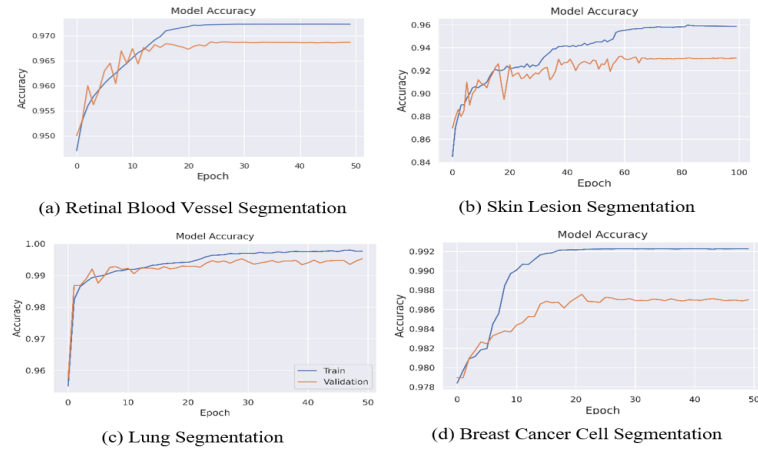 Model Accuracy
0.970
0.965
0.960
0.955
0.950
Accuracy
0 10 20 30 40 50
Epoch
(a) Retinal Blood Vessel Segmentation
Model Accuracy
0.96
0.94
0.92
0.90
0.88
0.86
0.84
Accuracy
0 20 40 60 80 100
Epoch
(b) Skin Lesion Segmentation
Model Accuracy
1.00
0.99
0.98
0.97
0.96
Accuracy
Train
Validation
0 10 20 30 40 50
Epoch
(c) Lung Segmentation
Model Accuracy
0.992
0.990
0.988
0.986
0.984
0.982
0.980
0.978
Accuracy
0 10 20 30 40 50
Epoch
(d) Breast Cancer Cell Segmentation